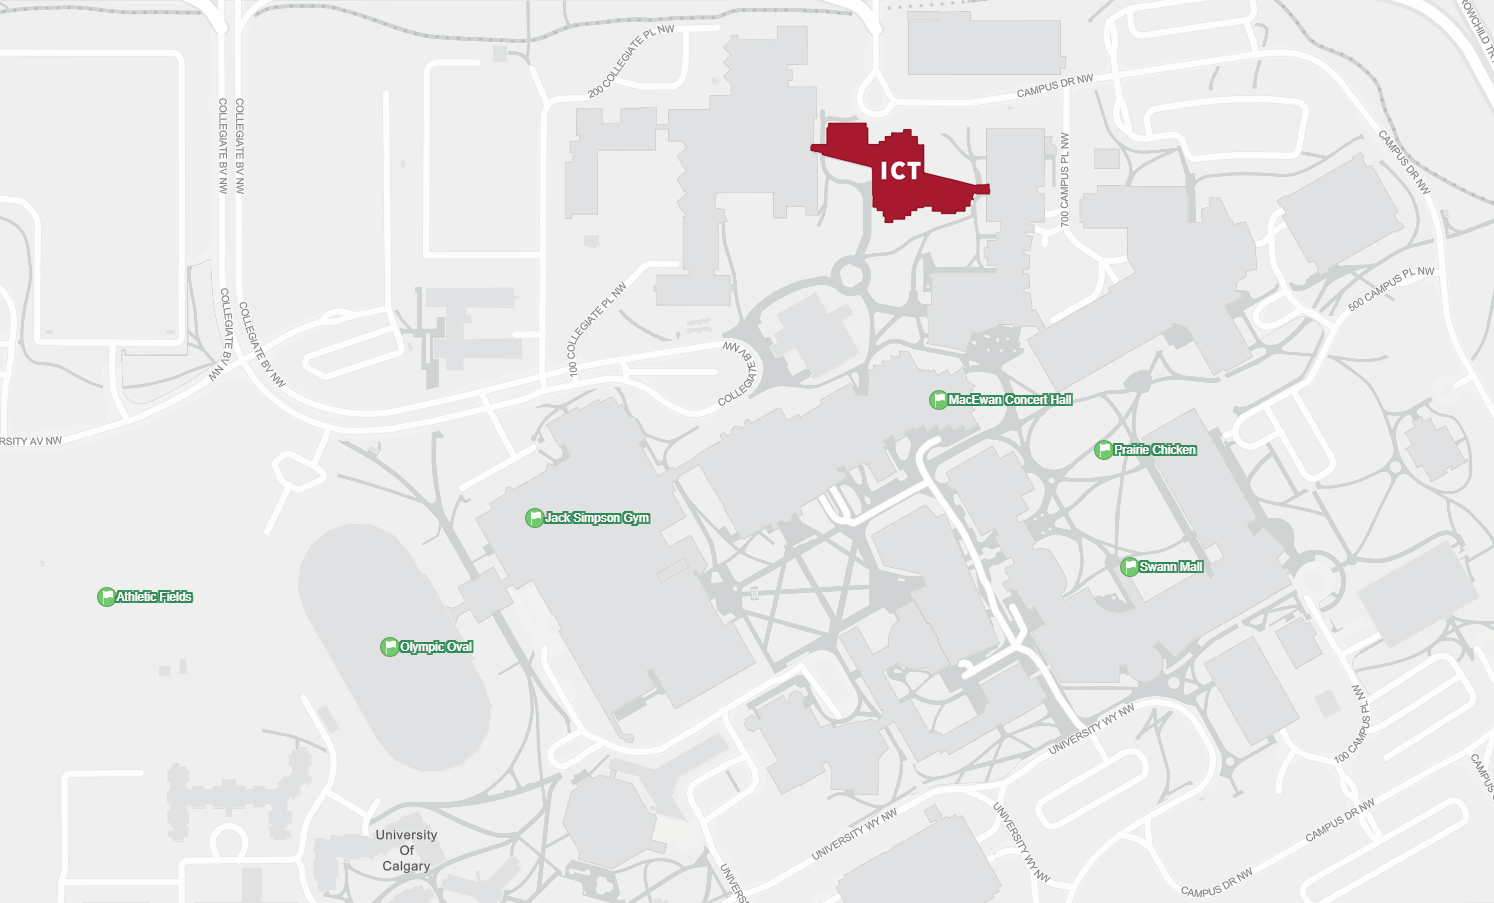 200 COLLEGIATE PL NW
CROWCHILD TR
CAMPUS DR NW
COLLEGIATE BV NW
COLLEGIATE BV NW
700 CAMPUS PL NW
CAMPUS DR NW
ICT
500 CAMPUS PL NW
100 COLLEGIATE PL NW
COLLEGIATE BV NW
COLLEGIATE BV NW
COLLEGIATE BV NW
RSITY AV NW
MacEwan Concert Hall
Prairie Chicken
Jack Simpson Gym
Swann Mall
Athletic Fields
Olympic Oval
UNIVERSITY WY NW
100 CAMPUS PL NW
CAMPUS
UNIVERSITY WY NW
UNIVERSITY WY NW
CAMPUS DR NW
University
Of
Calgary
UNIVERS
CAMPUS DR NW